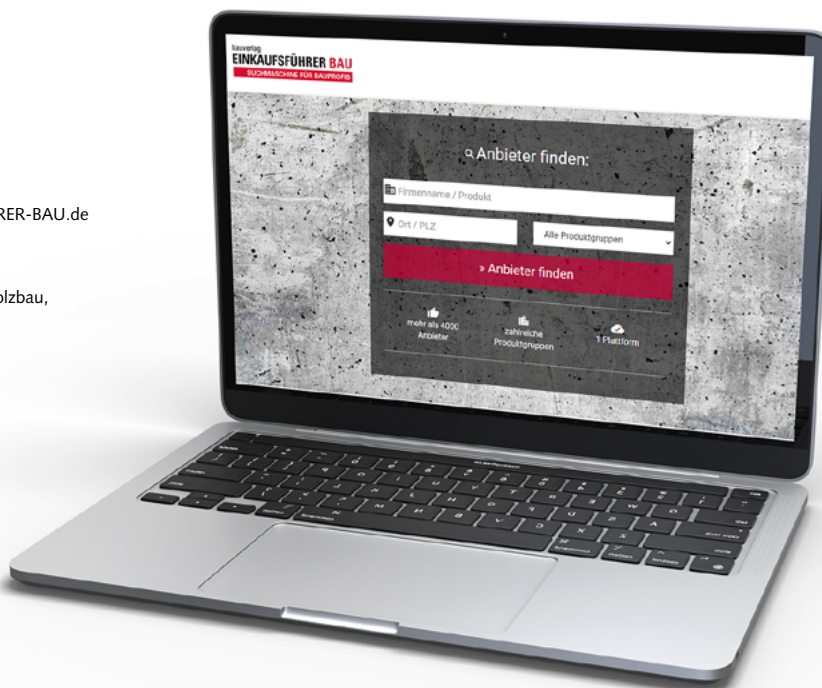 RER-BAU.de
olzbau,
bauverlag
EINKAUFSFÜHRER BAU
SUCHMASCHINE FÜR BAUPROFIS
Anbieter finden:
Firmenname / Produkt
Ort / PLZ
Alle Produktgruppen
» Anbieter finden
mehr als 4000
Anbieter
zahlreiche
Produktgruppen
1 Plattform